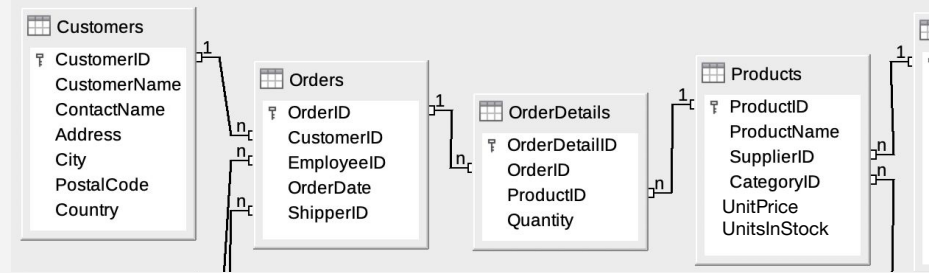 Customers
CustomerID
CustomerName
ContactName
Address
City
PostalCode
Country
1
n
n
n
Orders
OrderID
CustomerID
EmployeeID
OrderDate
ShipperID
1
n
OrderDetails
OrderDetailID
OrderID
ProductID
Quantity
1
n
Products
ProductID
ProductName
SupplierID
CategoryID
UnitPrice
UnitsInStock
1
n
n